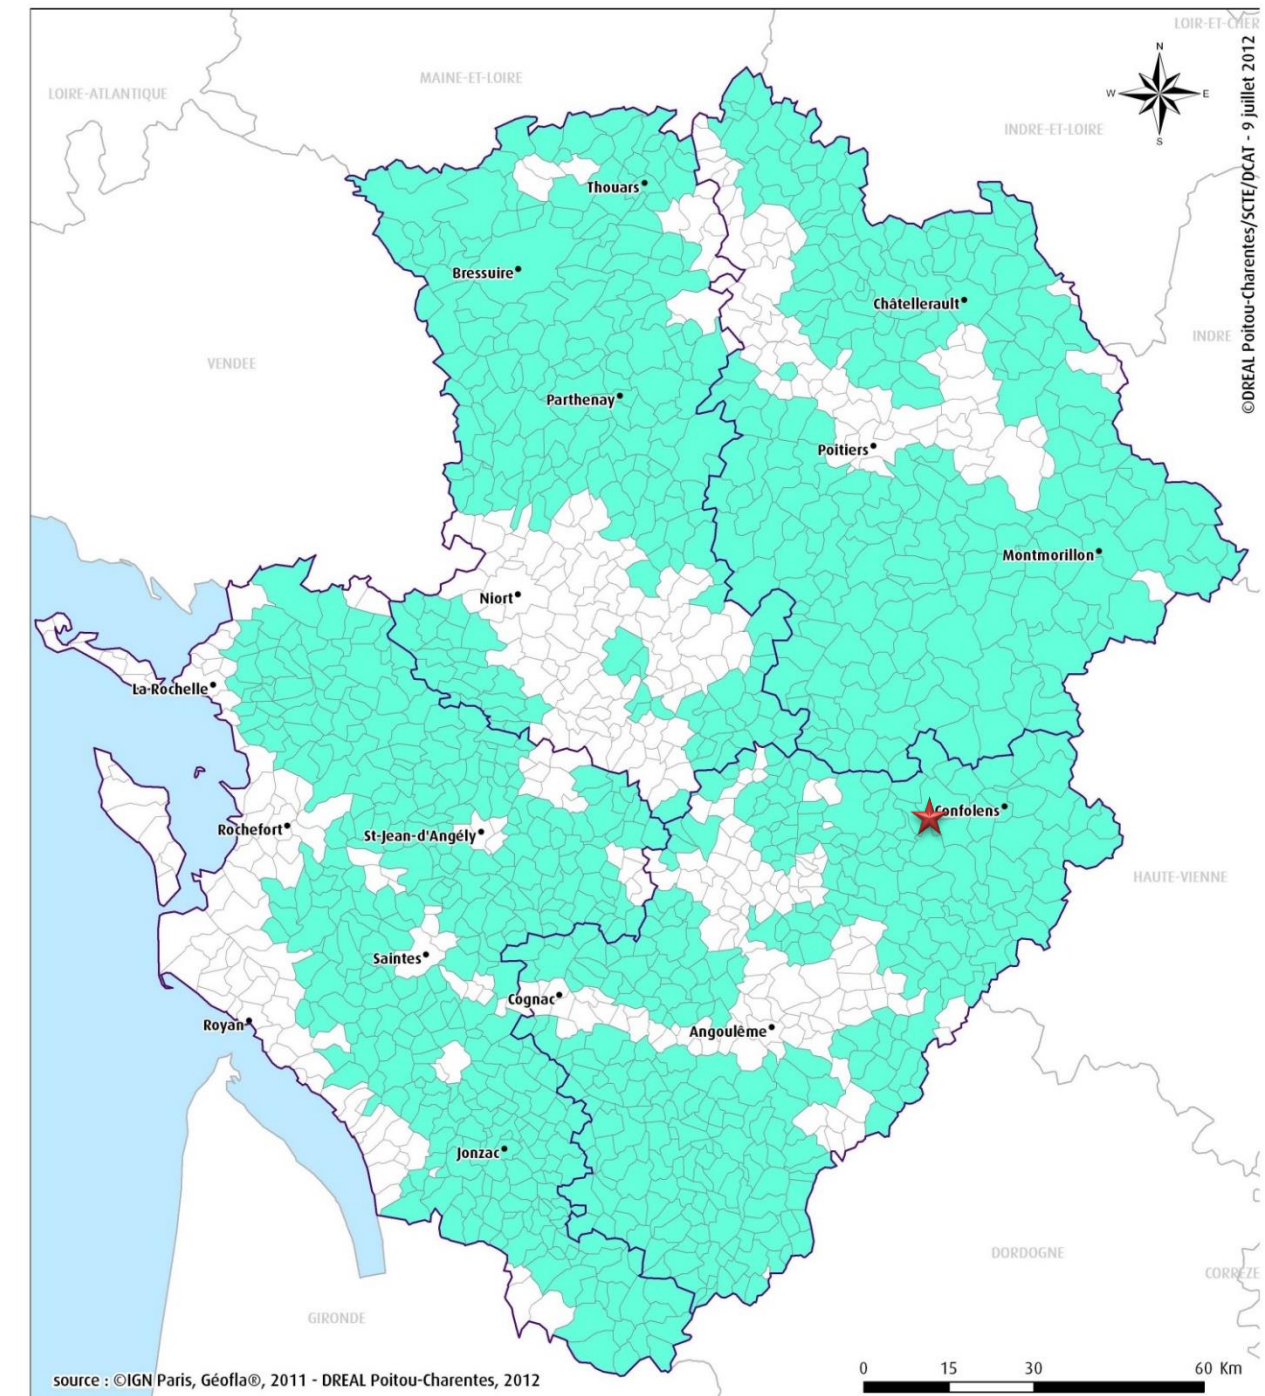 LOIR-ET-CHER
MAINE-ET-LOIRE
LOIRE-ATLANTIQUE
N
W
E
S
INDRE-ET-LOIRE
©DREAL Poitou-Charentes/SCTE/DCAT - 9 juillet 2012
Thouars
Bressuire
Châtellerault
INDRE
VENDEE
Parthenay
Poitiers
Montmorillon
Niort
La Rochelle
Confolens
Rochefort
St-Jean-d'Angély
HAUTE-VIENNE
Saintes
Cognac
Royan
Angoulême
Jonzac
DORDOGNE
CORREZE
GIRONDE
0 15 30 60 Km
source : ©IGN Paris, Géofla®, 2011 - DREAL Poitou-Charentes, 2012